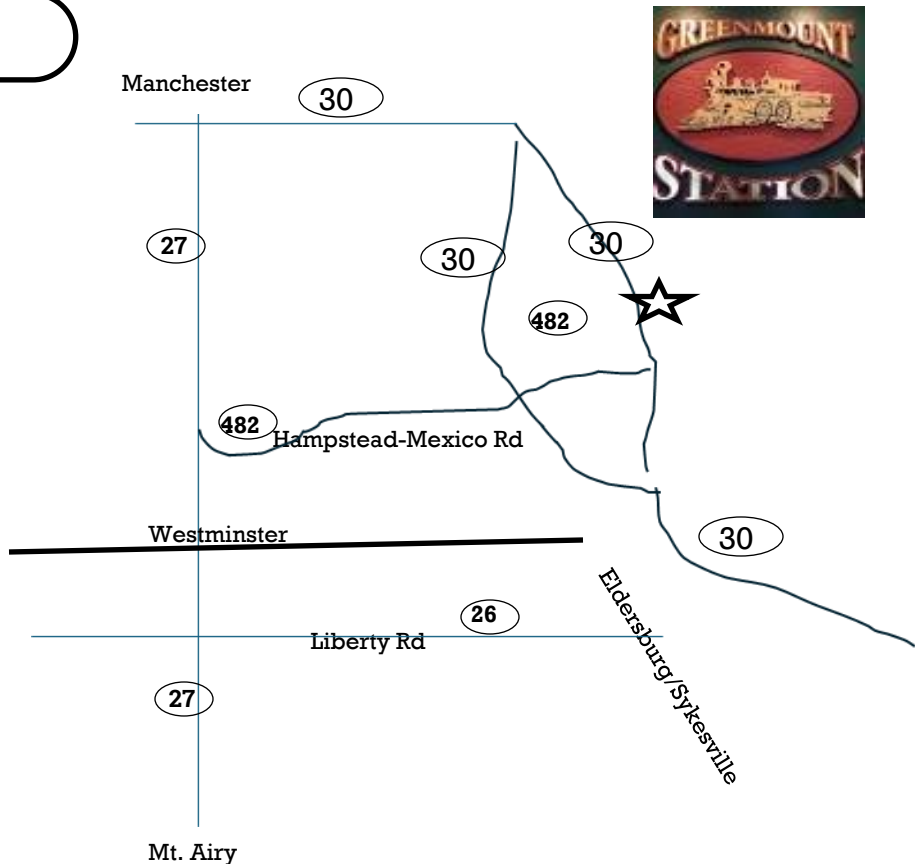 GREENMOUNT
STATION
Manchester
30
27
30
30
482
482
Hampstead-Mexico Rd
Westminster
30
26
Liberty Rd
Eldersburg/Sykesville
27
Mt. Airy